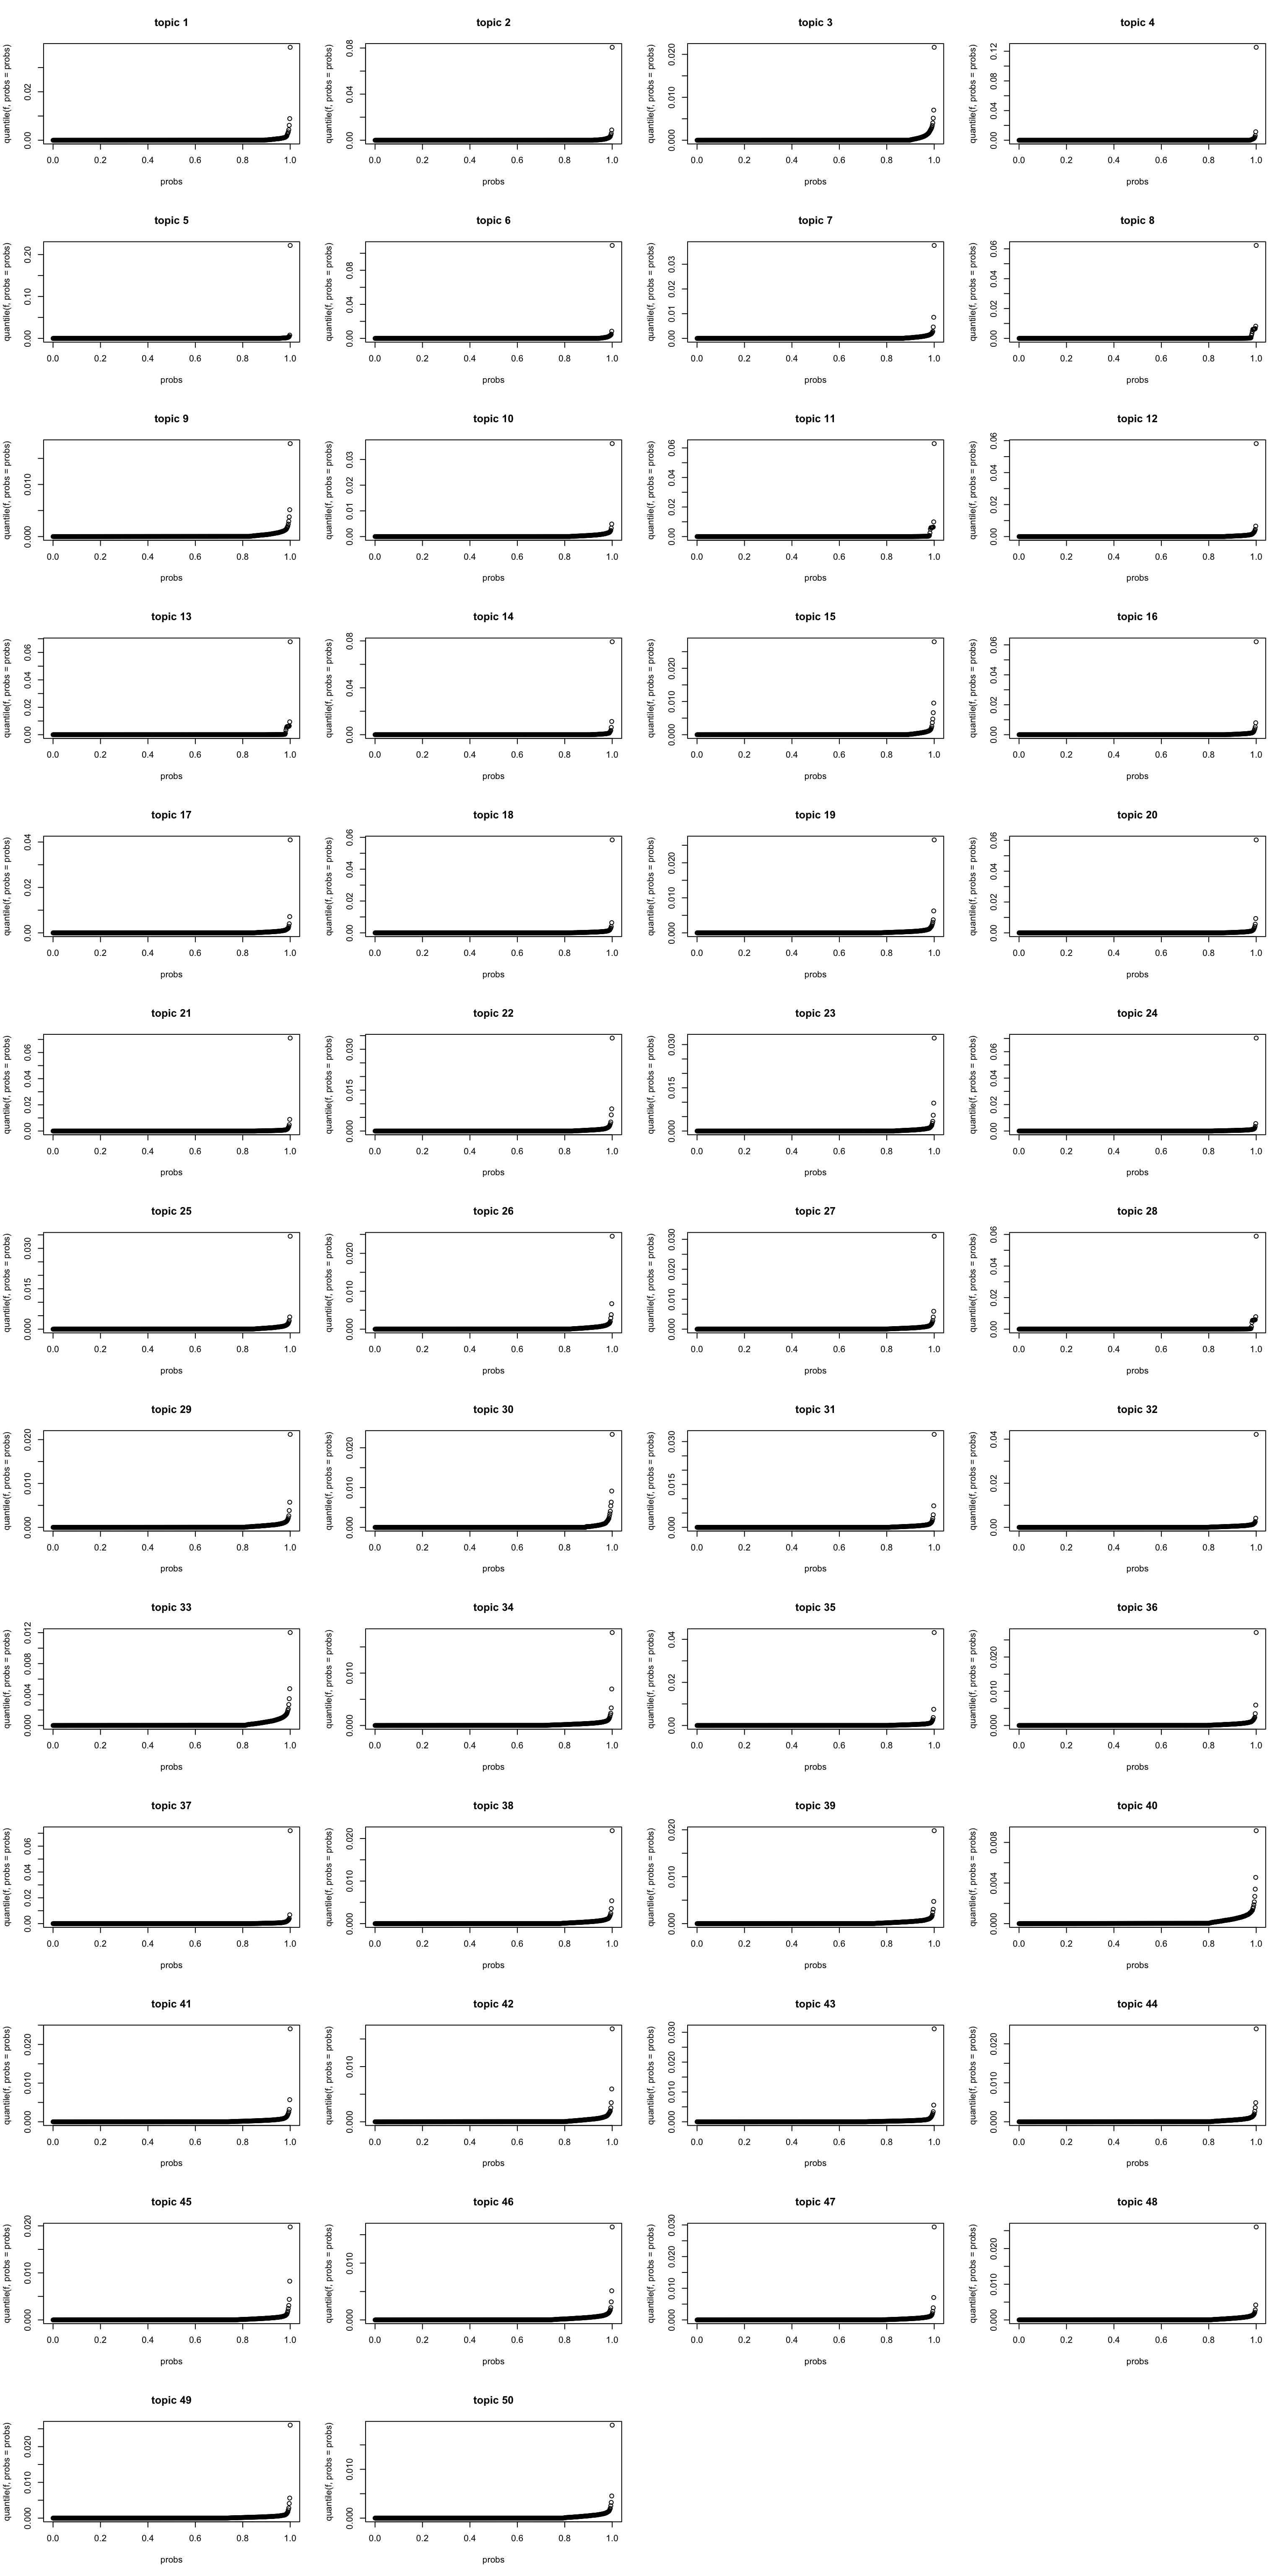 topic 1
quantile(f, probs = probs)
0.00 0.02
0.0 0.2 0.4 0.6 0.8 1.0
probs
topic 2
quantile(f, probs = probs)
0.00 0.04 0.08
0.0 0.2 0.4 0.6 0.8 1.0
probs
topic 3
quantile(f, probs = probs)
0.000 0.010 0.020
0.0 0.2 0.4 0.6 0.8 1.0
probs
topic 4
quantile(f, probs = probs)
0.00 0.04 0.08 0.12
0.0 0.2 0.4 0.6 0.8 1.0
probs
topic 5
quantile(f, probs = probs)
0.00 0.10 0.20
0.0 0.2 0.4 0.6 0.8 1.0
probs
topic 6
quantile(f, probs = probs)
0.00 0.04 0.08
0.0 0.2 0.4 0.6 0.8 1.0
probs
topic 7
quantile(f, probs = probs)
0.00 0.01 0.02 0.03
0.0 0.2 0.4 0.6 0.8 1.0
probs
topic 8
quantile(f, probs = probs)
0.00 0.02 0.04 0.06
0.0 0.2 0.4 0.6 0.8 1.0
probs
topic 9
quantile(f, probs = probs)
0.000 0.010
0.0 0.2 0.4 0.6 0.8 1.0
probs
topic 10
quantile(f, probs = probs)
0.00 0.01 0.02 0.03
0.0 0.2 0.4 0.6 0.8 1.0
probs
topic 11
quantile(f, probs = probs)
0.00 0.02 0.04 0.06
0.0 0.2 0.4 0.6 0.8 1.0
probs
topic 12
quantile(f, probs = probs)
0.00 0.02 0.04 0.06
0.0 0.2 0.4 0.6 0.8 1.0
probs
topic 13
quantile(f, probs = probs)
0.00 0.02 0.04 0.06
0.0 0.2 0.4 0.6 0.8 1.0
probs
topic 14
quantile(f, probs = probs)
0.00 0.04 0.08
0.0 0.2 0.4 0.6 0.8 1.0
probs
topic 15
quantile(f, probs = probs)
0.000 0.010 0.020
0.0 0.2 0.4 0.6 0.8 1.0
probs
topic 16
quantile(f, probs = probs)
0.00 0.02 0.04 0.06
0.0 0.2 0.4 0.6 0.8 1.0
probs
topic 17
quantile(f, probs = probs)
0.00 0.02 0.04
0.0 0.2 0.4 0.6 0.8 1.0
probs
topic 18
quantile(f, probs = probs)
0.00 0.02 0.04 0.06
0.0 0.2 0.4 0.6 0.8 1.0
probs
topic 19
quantile(f, probs = probs)
0.000 0.010 0.020
0.0 0.2 0.4 0.6 0.8 1.0
probs
topic 20
quantile(f, probs = probs)
0.00 0.02 0.04 0.06
0.0 0.2 0.4 0.6 0.8 1.0
probs
topic 21
quantile(f, probs = probs)
0.00 0.02 0.04 0.06
0.0 0.2 0.4 0.6 0.8 1.0
probs
topic 22
quantile(f, probs = probs)
0.000 0.015 0.030
0.0 0.2 0.4 0.6 0.8 1.0
probs
topic 23
quantile(f, probs = probs)
0.000 0.015 0.030
0.0 0.2 0.4 0.6 0.8 1.0
probs
topic 24
quantile(f, probs = probs)
0.00 0.02 0.04 0.06
0.0 0.2 0.4 0.6 0.8 1.0
probs
topic 25
quantile(f, probs = probs)
0.000 0.015 0.030
0.0 0.2 0.4 0.6 0.8 1.0
probs
topic 26
quantile(f, probs = probs)
0.000 0.010 0.020
0.0 0.2 0.4 0.6 0.8 1.0
probs
topic 27
quantile(f, probs = probs)
0.000 0.010 0.020 0.030
0.0 0.2 0.4 0.6 0.8 1.0
probs
topic 28
quantile(f, probs = probs)
0.00 0.02 0.04 0.06
0.0 0.2 0.4 0.6 0.8 1.0
probs
topic 29
quantile(f, probs = probs)
0.000 0.010 0.020
0.0 0.2 0.4 0.6 0.8 1.0
probs
topic 30
quantile(f, probs = probs)
0.000 0.010 0.020
0.0 0.2 0.4 0.6 0.8 1.0
probs
topic 31
quantile(f, probs = probs)
0.000 0.015 0.030
0.0 0.2 0.4 0.6 0.8 1.0
probs
topic 32
quantile(f, probs = probs)
0.00 0.02 0.04
0.0 0.2 0.4 0.6 0.8 1.0
probs
topic 33
quantile(f, probs = probs)
0.000 0.004 0.008 0.012
0.0 0.2 0.4 0.6 0.8 1.0
probs
topic 34
quantile(f, probs = probs)
0.000 0.010
0.0 0.2 0.4 0.6 0.8 1.0
probs
topic 35
quantile(f, probs = probs)
0.00 0.02 0.04
0.0 0.2 0.4 0.6 0.8 1.0
probs
topic 36
quantile(f, probs = probs)
0.000 0.010 0.020
0.0 0.2 0.4 0.6 0.8 1.0
probs
topic 37
quantile(f, probs = probs)
0.00 0.02 0.04 0.06
0.0 0.2 0.4 0.6 0.8 1.0
probs
topic 38
quantile(f, probs = probs)
0.000 0.010 0.020
0.0 0.2 0.4 0.6 0.8 1.0
probs
topic 39
quantile(f, probs = probs)
0.000 0.010 0.020
0.0 0.2 0.4 0.6 0.8 1.0
probs
topic 40
quantile(f, probs = probs)
0.000 0.004 0.008
0.0 0.2 0.4 0.6 0.8 1.0
probs
topic 41
quantile(f, probs = probs)
0.000 0.010 0.020
0.0 0.2 0.4 0.6 0.8 1.0
probs
topic 42
quantile(f, probs = probs)
0.000 0.010
0.0 0.2 0.4 0.6 0.8 1.0
probs
topic 43
quantile(f, probs = probs)
0.000 0.010 0.020 0.030
0.0 0.2 0.4 0.6 0.8 1.0
probs
topic 44
quantile(f, probs = probs)
0.000 0.010 0.020
0.0 0.2 0.4 0.6 0.8 1.0
probs
topic 45
quantile(f, probs = probs)
0.000 0.010 0.020
0.0 0.2 0.4 0.6 0.8 1.0
probs
topic 46
quantile(f, probs = probs)
0.000 0.010
0.0 0.2 0.4 0.6 0.8 1.0
probs
topic 47
quantile(f, probs = probs)
0.000 0.010 0.020 0.030
0.0 0.2 0.4 0.6 0.8 1.0
probs
topic 48
quantile(f, probs = probs)
0.000 0.010 0.020
0.0 0.2 0.4 0.6 0.8 1.0
probs
topic 49
quantile(f, probs = probs)
0.000 0.010 0.020
0.0 0.2 0.4 0.6 0.8 1.0
probs
topic 50
quantile(f, probs = probs)
0.000 0.010
0.0 0.2 0.4 0.6 0.8 1.0
probs